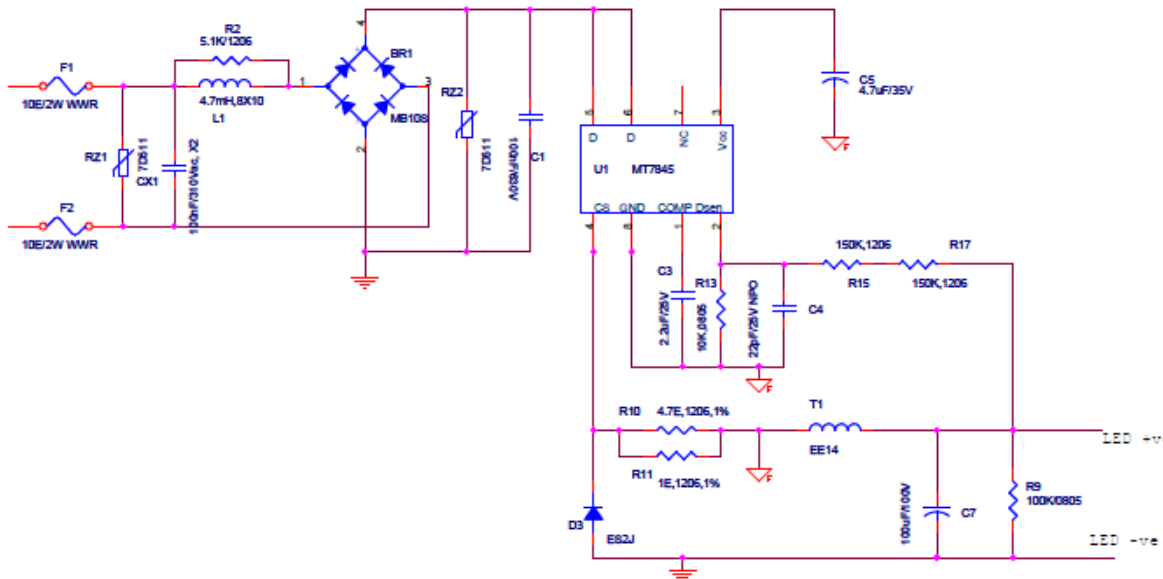 R2
5.1K/1206
F1
10E/2W WWR
4.7mH,8X10
L1
RZ1
7D511
CX1
100nF/310Vac, X2
F2
10E/2W WWR
1
4
3
2
BR1
MB10S
RZ2
7D511
100nF/630V
C1
5
6
7
3
D
D
NC
Vcc
U1
MT7845
CS
GND
COMP
Dsen
4
8
1
2
C5
4.7uF/35V
F
C3
2.2uF/25V
R13
10K,0805
22pF/25V NPO
C4
150K,1206
R15
R17
150K,1206
F
R10
4.7E,1206,1%
R11
1E,1206,1%
F
T1
EE14
D3
ES2J
100uF/100V
C7
R9
100K/0805
LED +v
LED -ve